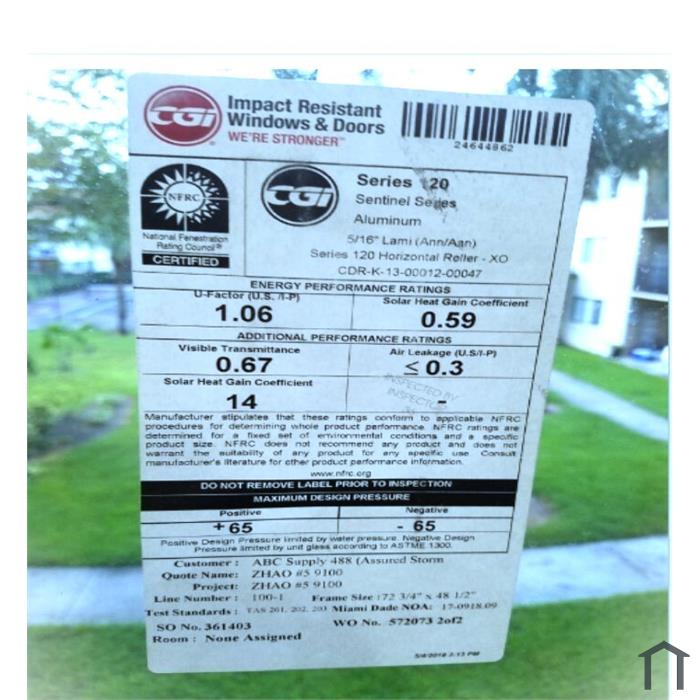 CGI
Impact Resistant
Windows & Doors
WE'RE STRONGER™
24644862
NFRC
National Fenestration
Rating Council®
CERTIFIED
CGI
Series 120
Sentinel Series
Aluminum
5/16" Lami (Ann/Aan)
Series 120 Horizontal Roller - XO
CDR-K-13-00012-00047
ENERGY PERFORMANCE RATINGS
U-Factor (U.S. /I-P)
1.06
Solar Heat Gain Coefficient
0.59
ADDITIONAL PERFORMANCE RATINGS
Visible Transmittance
0.67
Air Leakage (U.S/I-P)
≤ 0.3
Solar Heat Gain Coefficient
14
-
INSPECTED BY
Manufacturer stipulates that these ratings conform to applicable NFRC
procedures for determining whole product performance. NFRC ratings are
determined for a fixed set of environmental conditions and a specific
product size. NFRC does not recommend any product and does not
warrant the suitability of any product for any specific use. Consult
manufacturer's literature for other product performance information.
www.nfrc.org
DO NOT REMOVE LABEL PRIOR TO INSPECTION
MAXIMUM DESIGN PRESSURE
Positive
+ 65
Negative
- 65
Positive Design Pressure limited by water pressure. Negative Design
Pressure limited by unit glass according to ASTME 1300.
Customer : ABC Supply 488 (Assured Storm
Quote Name: ZHAO #5 9100
Project: ZHAO #5 9100
Line Number : 100-1 Frame Size :72 3/4" x 48 1/2"
Test Standards : TAS 201, 202, 203 Miami Dade NOA: 17-0918.09
SO No. 361403 WO No. 572073 2of2
Room : None Assigned
5/4/2018 3:13 PM